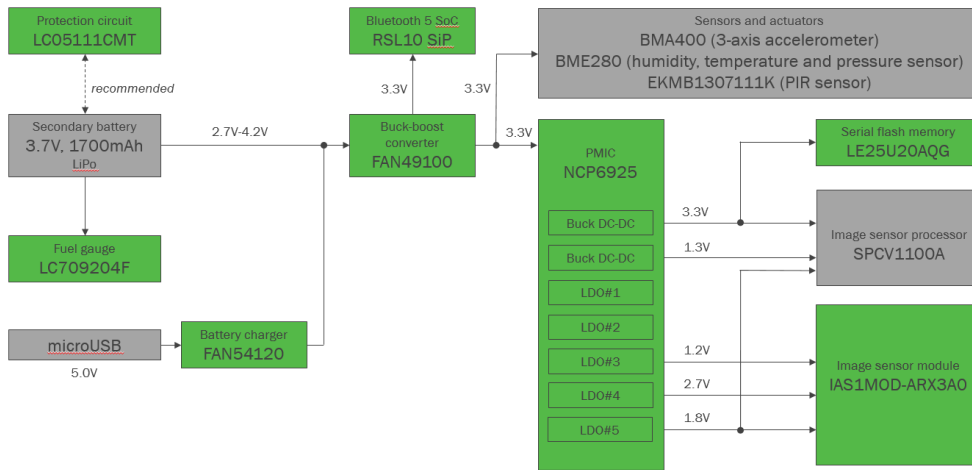 Protection circuit
LC05111CMT
recommended
Secondary battery
3.7V, 1700mAh
LiPo
Fuel gauge
LC709204F
microUSB
5.0V
Battery charger
FAN54120
2.7V-4.2V
Bluetooth 5 SoC
RSL10 SiP
3.3V
3.3V
Buck-boost
converter
FAN49100
3.3V
Sensors and actuators
BMA400 (3-axis accelerometer)
BME280 (humidity, temperature and pressure sensor)
EKMB1307111K (PIR sensor)
PMIC
NCP6925
Buck DC-DC
Buck DC-DC
LDO#1
LDO#2
LDO#3
LDO#4
LDO#5
3.3V
1.3V
1.2V
2.7V
1.8V
Serial flash memory
LE25U20AQG
Image sensor processor
SPCV1100A
Image sensor module
IAS1MOD-ARX3A0